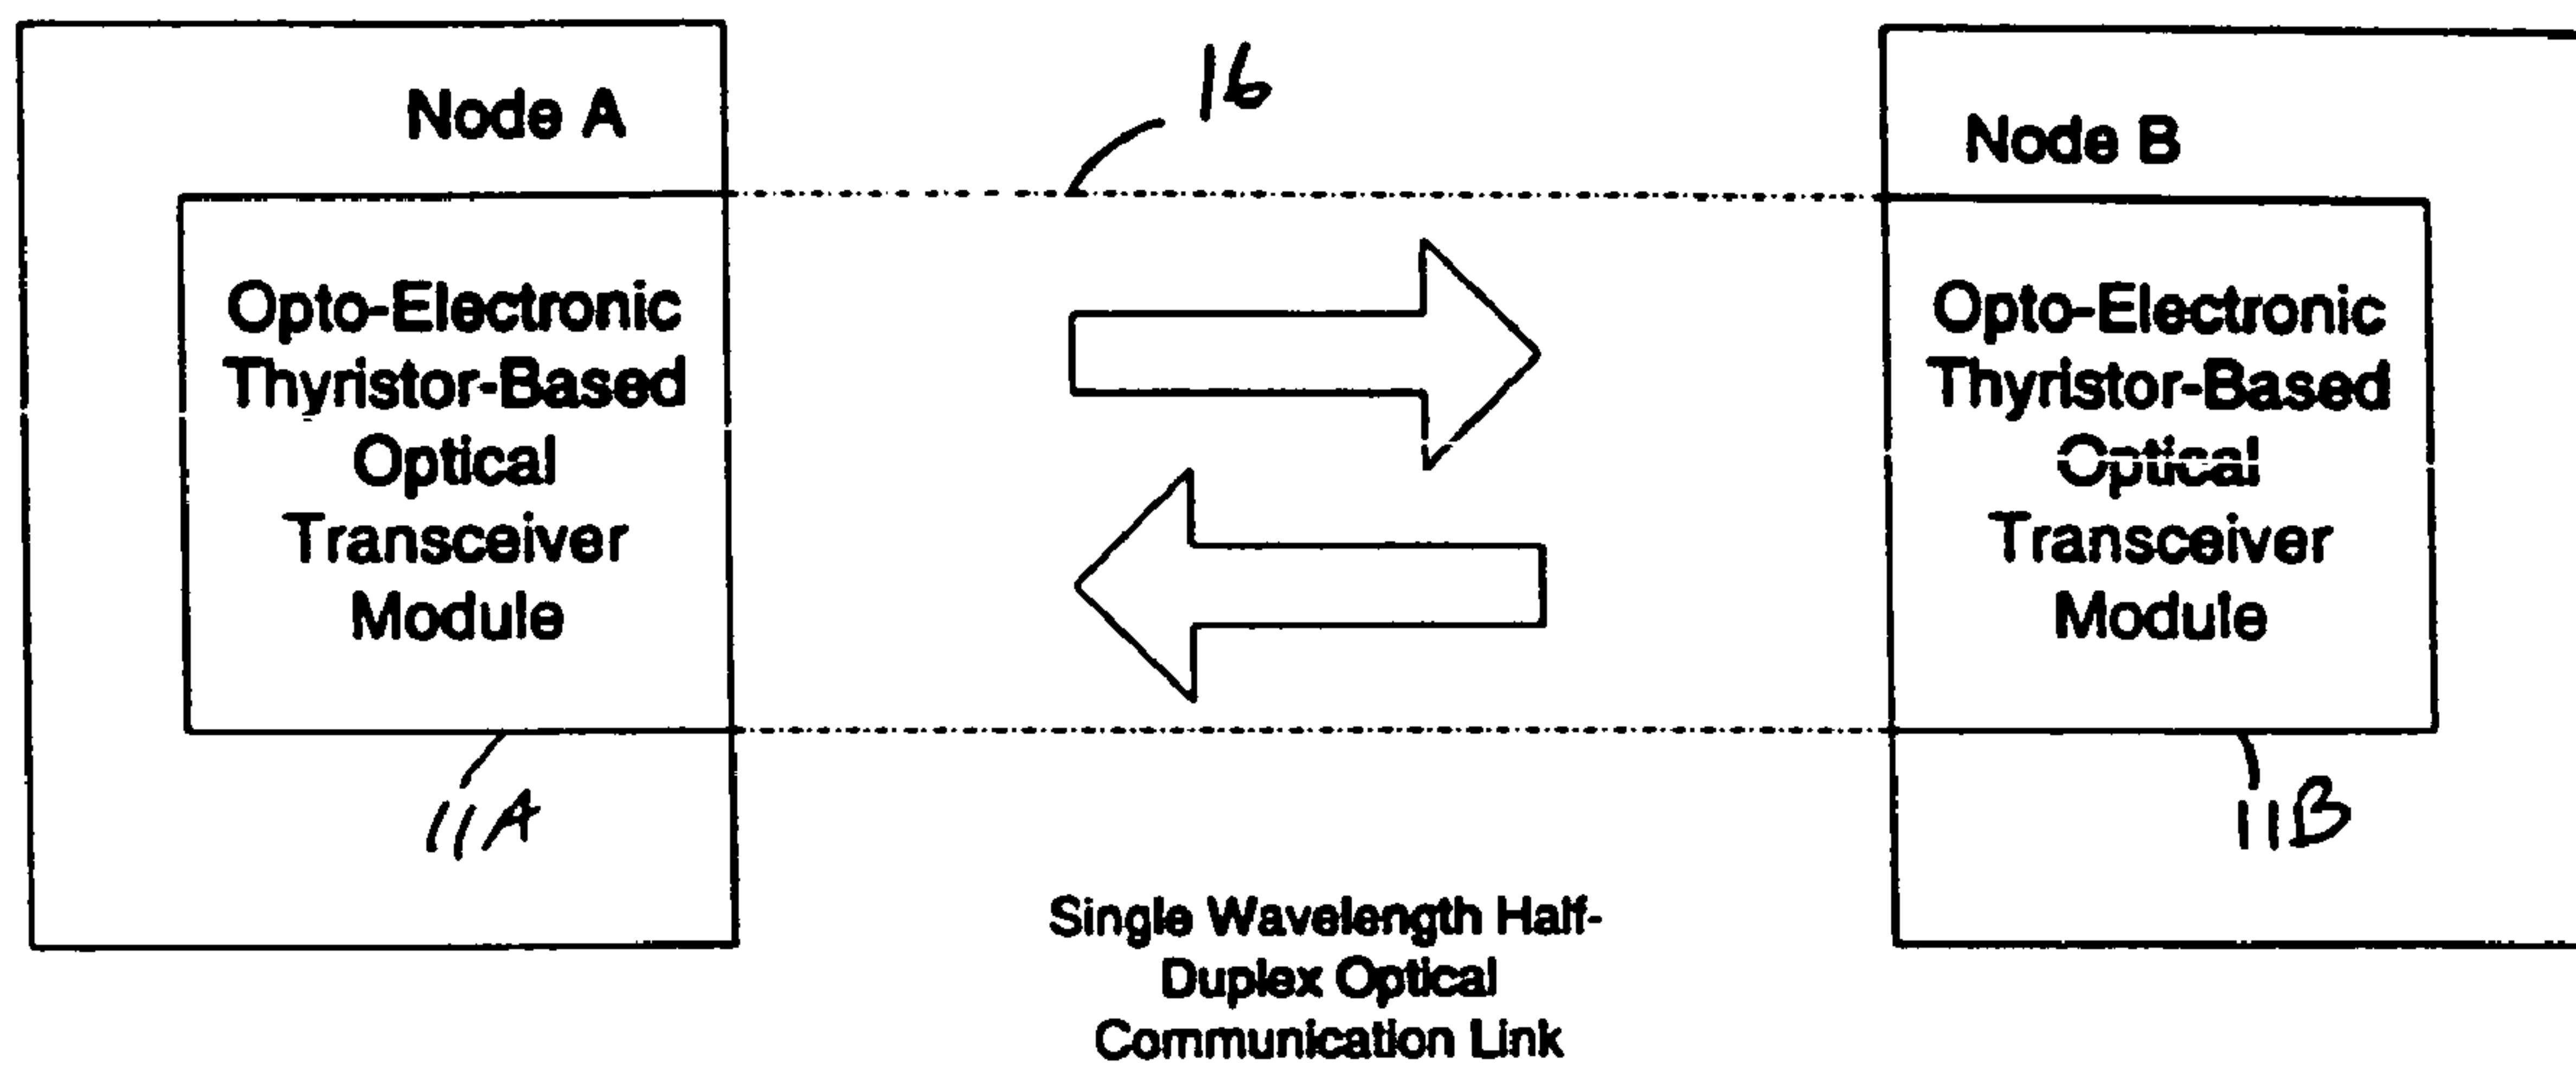 Node A
16
Node B
Opto-Electronic
Thyristor-Based
Optical
Transceiver
Module
Opto-Electronic
Thyristor-Based
Optical
Transceiver
Module
11A
11B
Single Wavelength Half-
Duplex Optical
Communication Link